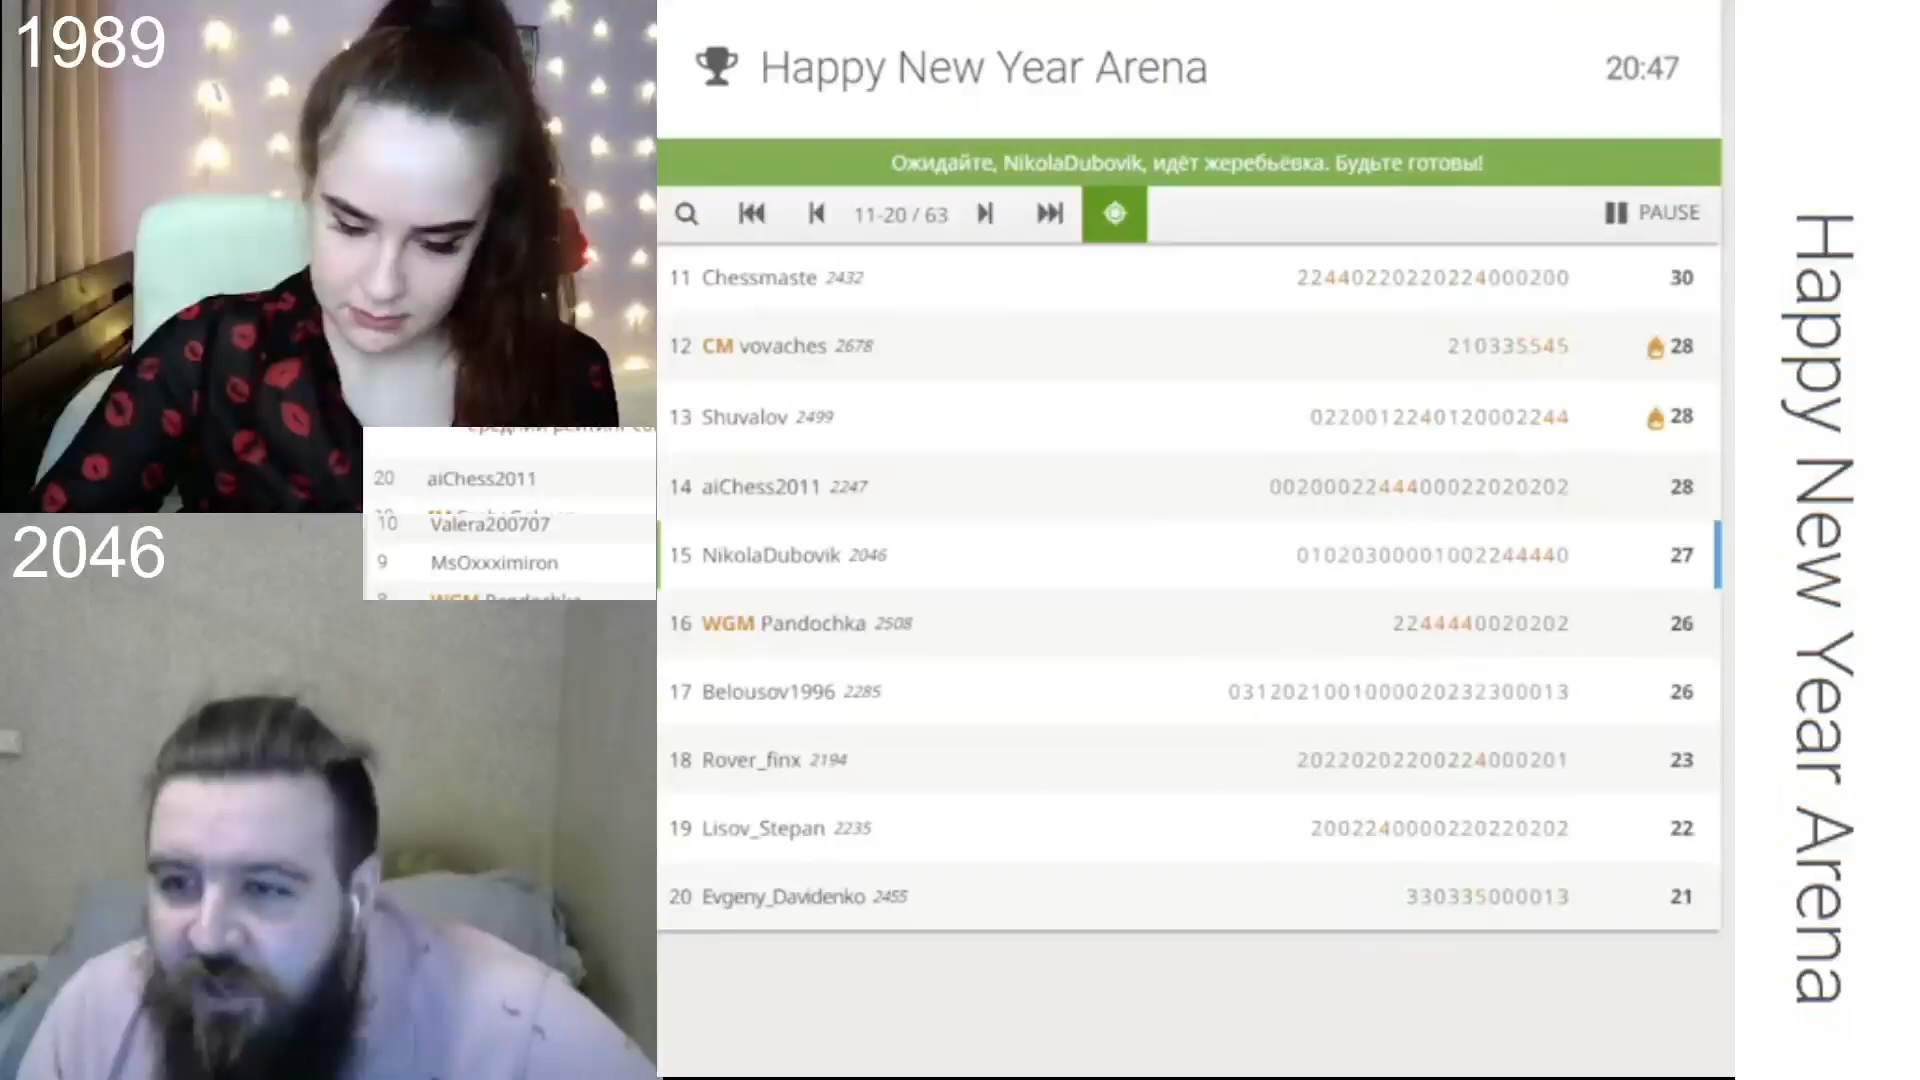 1989
20 aiChess2011
10 Valera200707
9 MsOxxximiron
2046
Happy New Year Arena 20:47
Ожидайте, NikolaDubovik, идёт жеребьёвка. Будьте готовы!
11-20 / 63 PAUSE
11 Chessmaste 2432 22440220220224000200 30
12 CM vovaches 2678 210335545 28
13 Shuvalov 2499 0220012240120002244 28
14 aiChess2011 2247 0020002244400022020202 28
15 NikolaDubovik 2046 01020300001002244440 27
16 WGM Pandochka 2508 2244440020202 26
17 Belousov1996 2285 0312021001000020232300013 26
18 Rover_finx 2194 20220202200224000201 23
19 Lisov_Stepan 2235 2002240000220220202 22
20 Evgeny_Davidenko 2455 330335000013 21
Happy New Year Arena